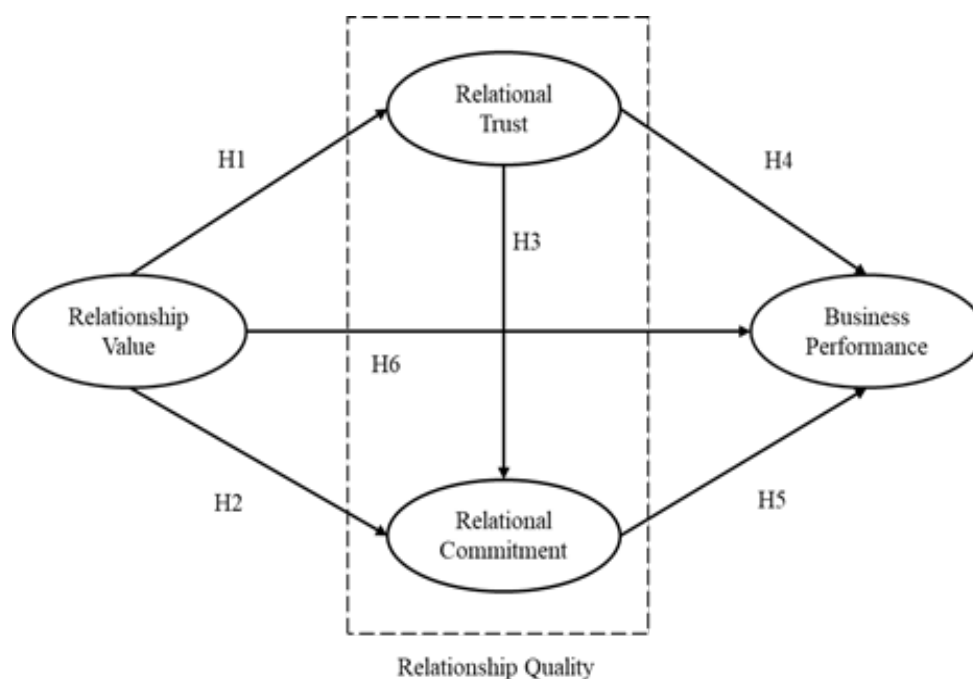 Relational
Trust
H1
H4
H3
Relationship
Value
Business
Performance
H6
H2
Relational
Commitment
H5
Relationship Quality